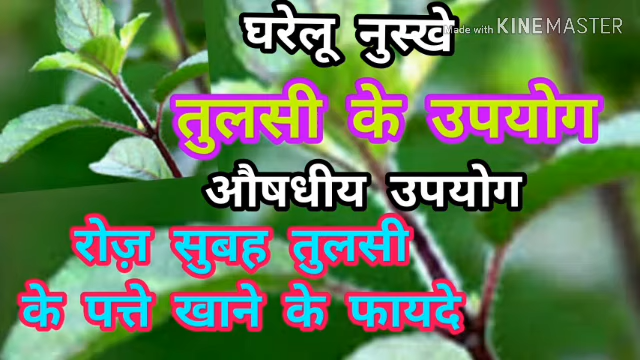 घरेलू नुस्खे
Made with KINEMASTER
तुलसी के उपयोग
औषधीय उपयोग
रोज़ सुबह तुलसी
के पत्ते खाने के फायदे